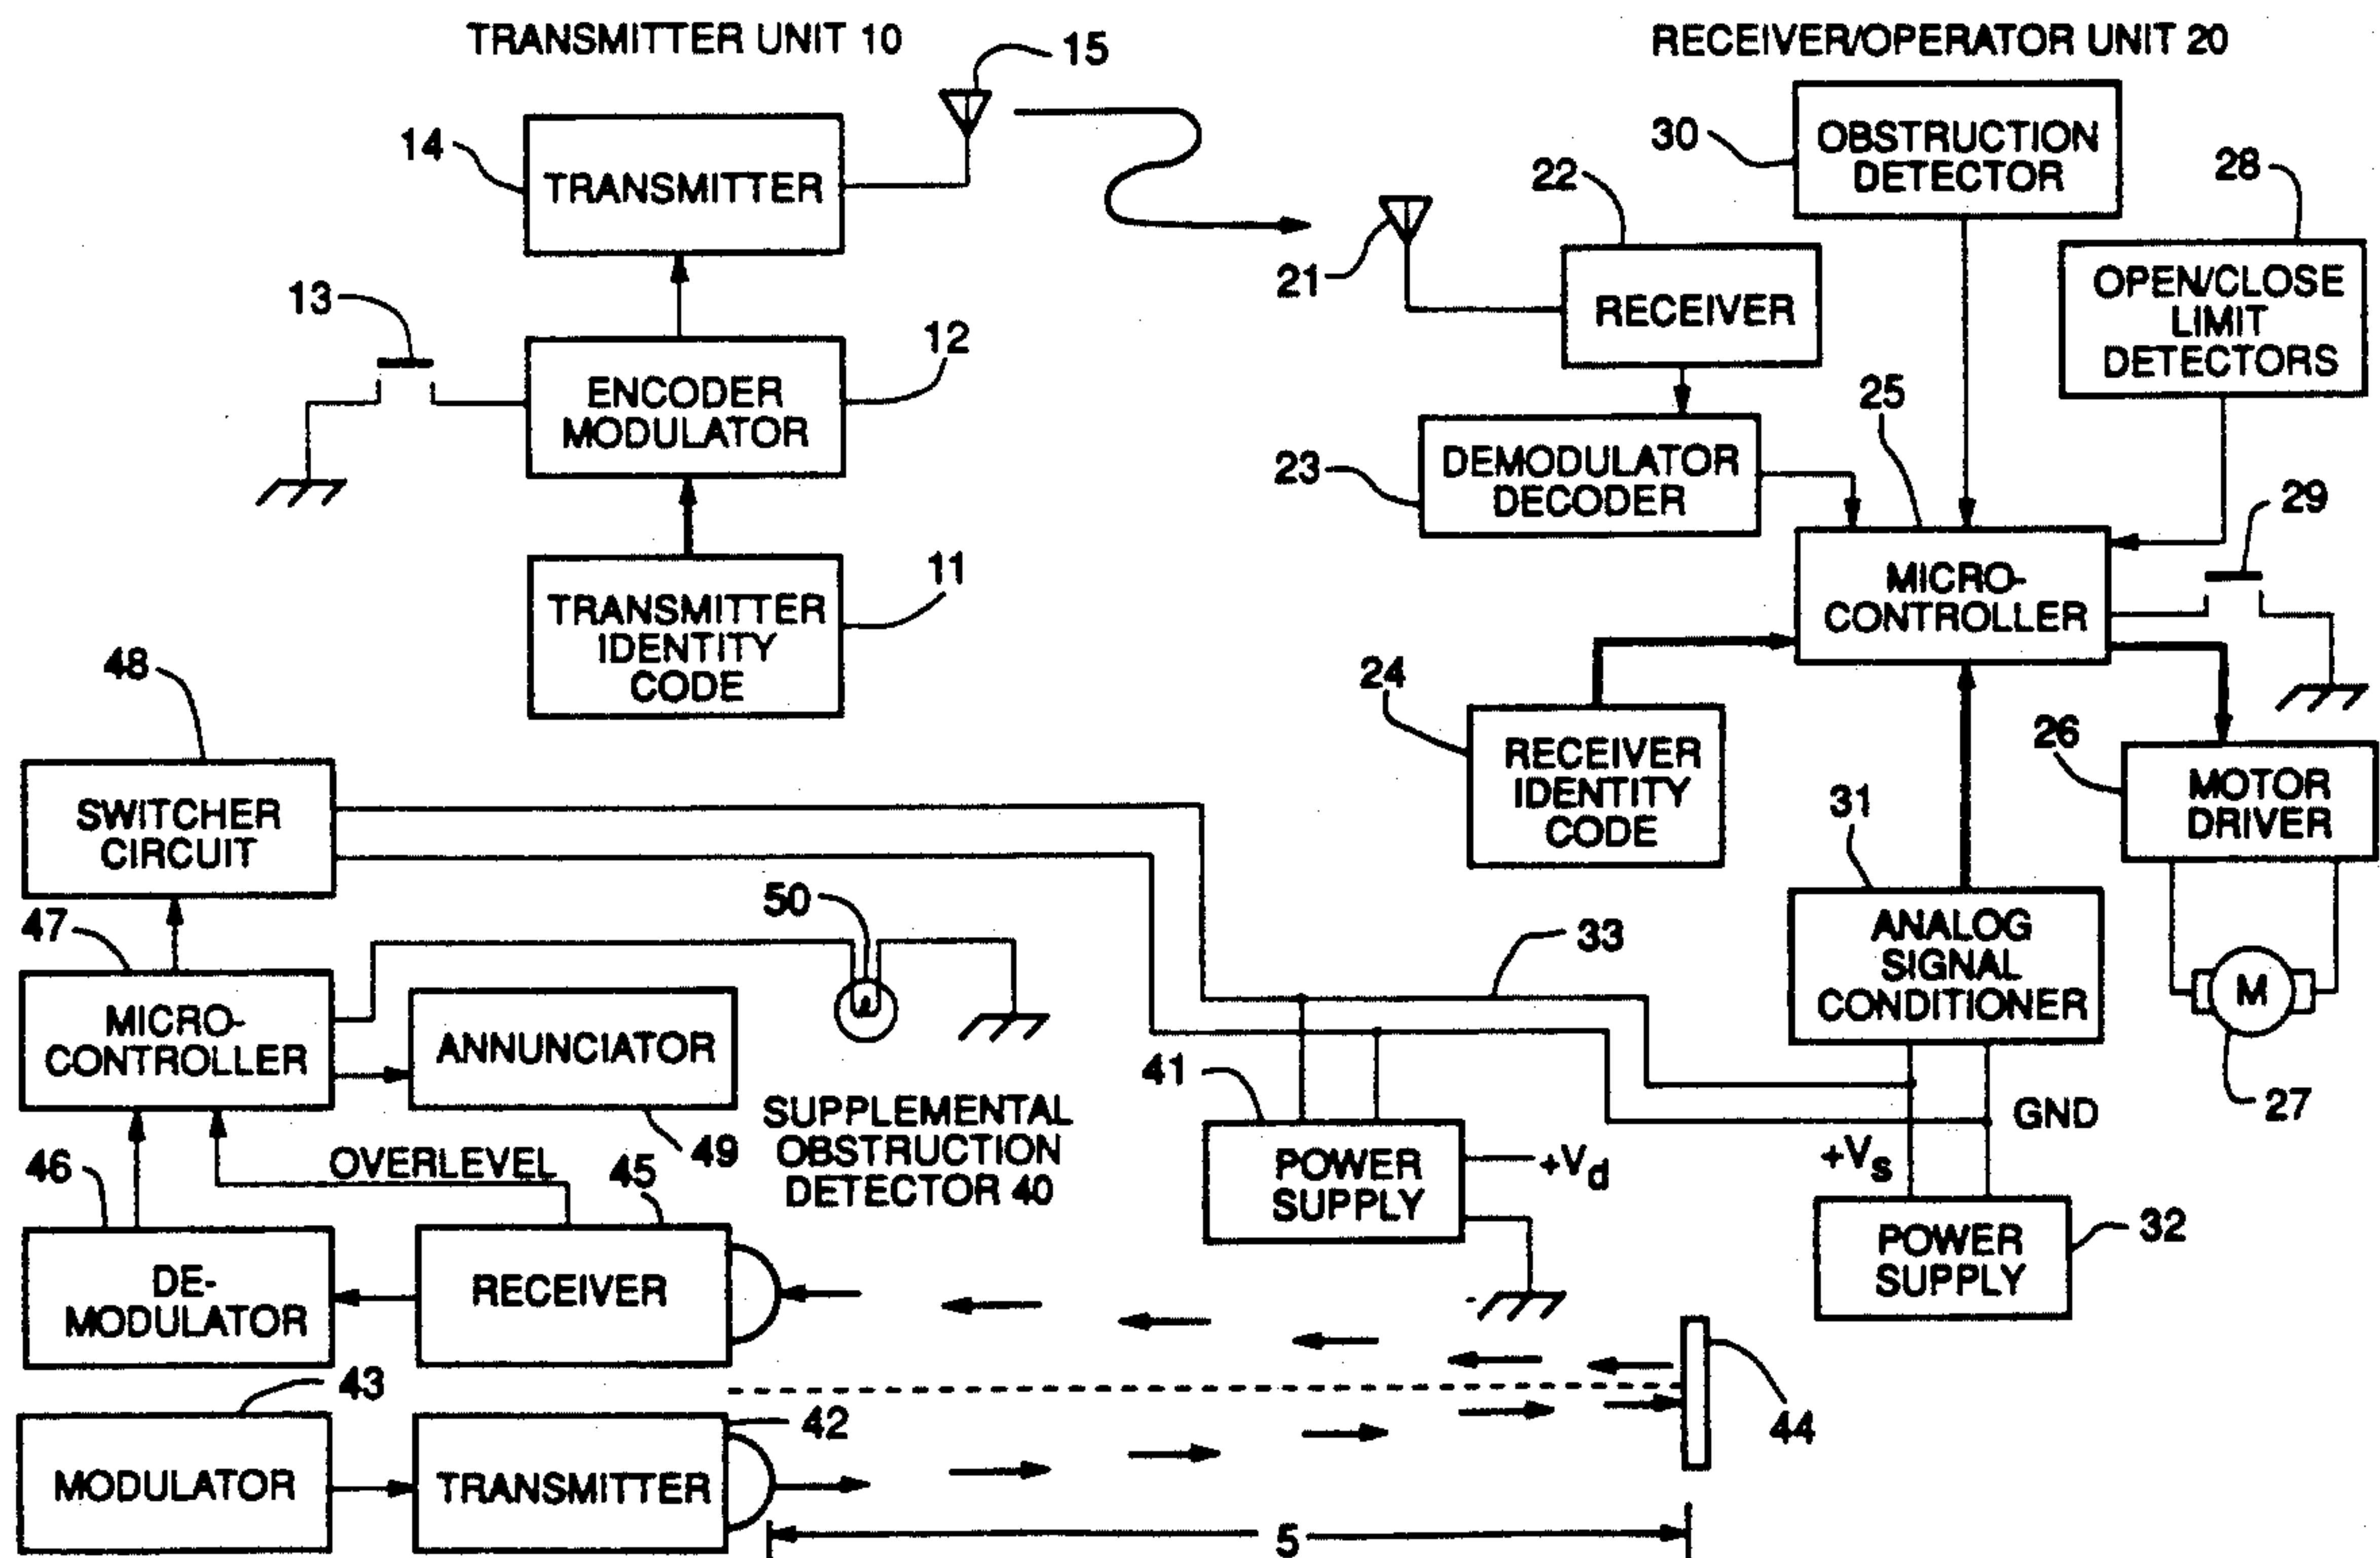 TRANSMITTER UNIT 10
15
RECEIVER/OPERATOR UNIT 20
14
TRANSMITTER
30
OBSTRUCTION
DETECTOR
28
22
21
RECEIVER
OPEN/CLOSE
LIMIT
DETECTORS
13
12
ENCODER
MODULATOR
25
23
DEMODULATOR
DECODER
29
11
TRANSMITTER
IDENTITY
CODE
MICRO-
CONTROLLER
48
24
RECEIVER
IDENTITY
CODE
26
MOTOR
DRIVER
SWITCHER
CIRCUIT
31
50
47
33
ANALOG
SIGNAL
CONDITIONER
M
27
MICRO-
CONTROLLER
ANNUNCIATOR
49
SUPPLEMENTAL
OBSTRUCTION
DETECTOR 40
41
GND
+Vs
46
OVERLEVEL
45
POWER
SUPPLY
+Vd
POWER
SUPPLY
32
DE-
MODULATOR
RECEIVER
43
42
44
MODULATOR
TRANSMITTER
5